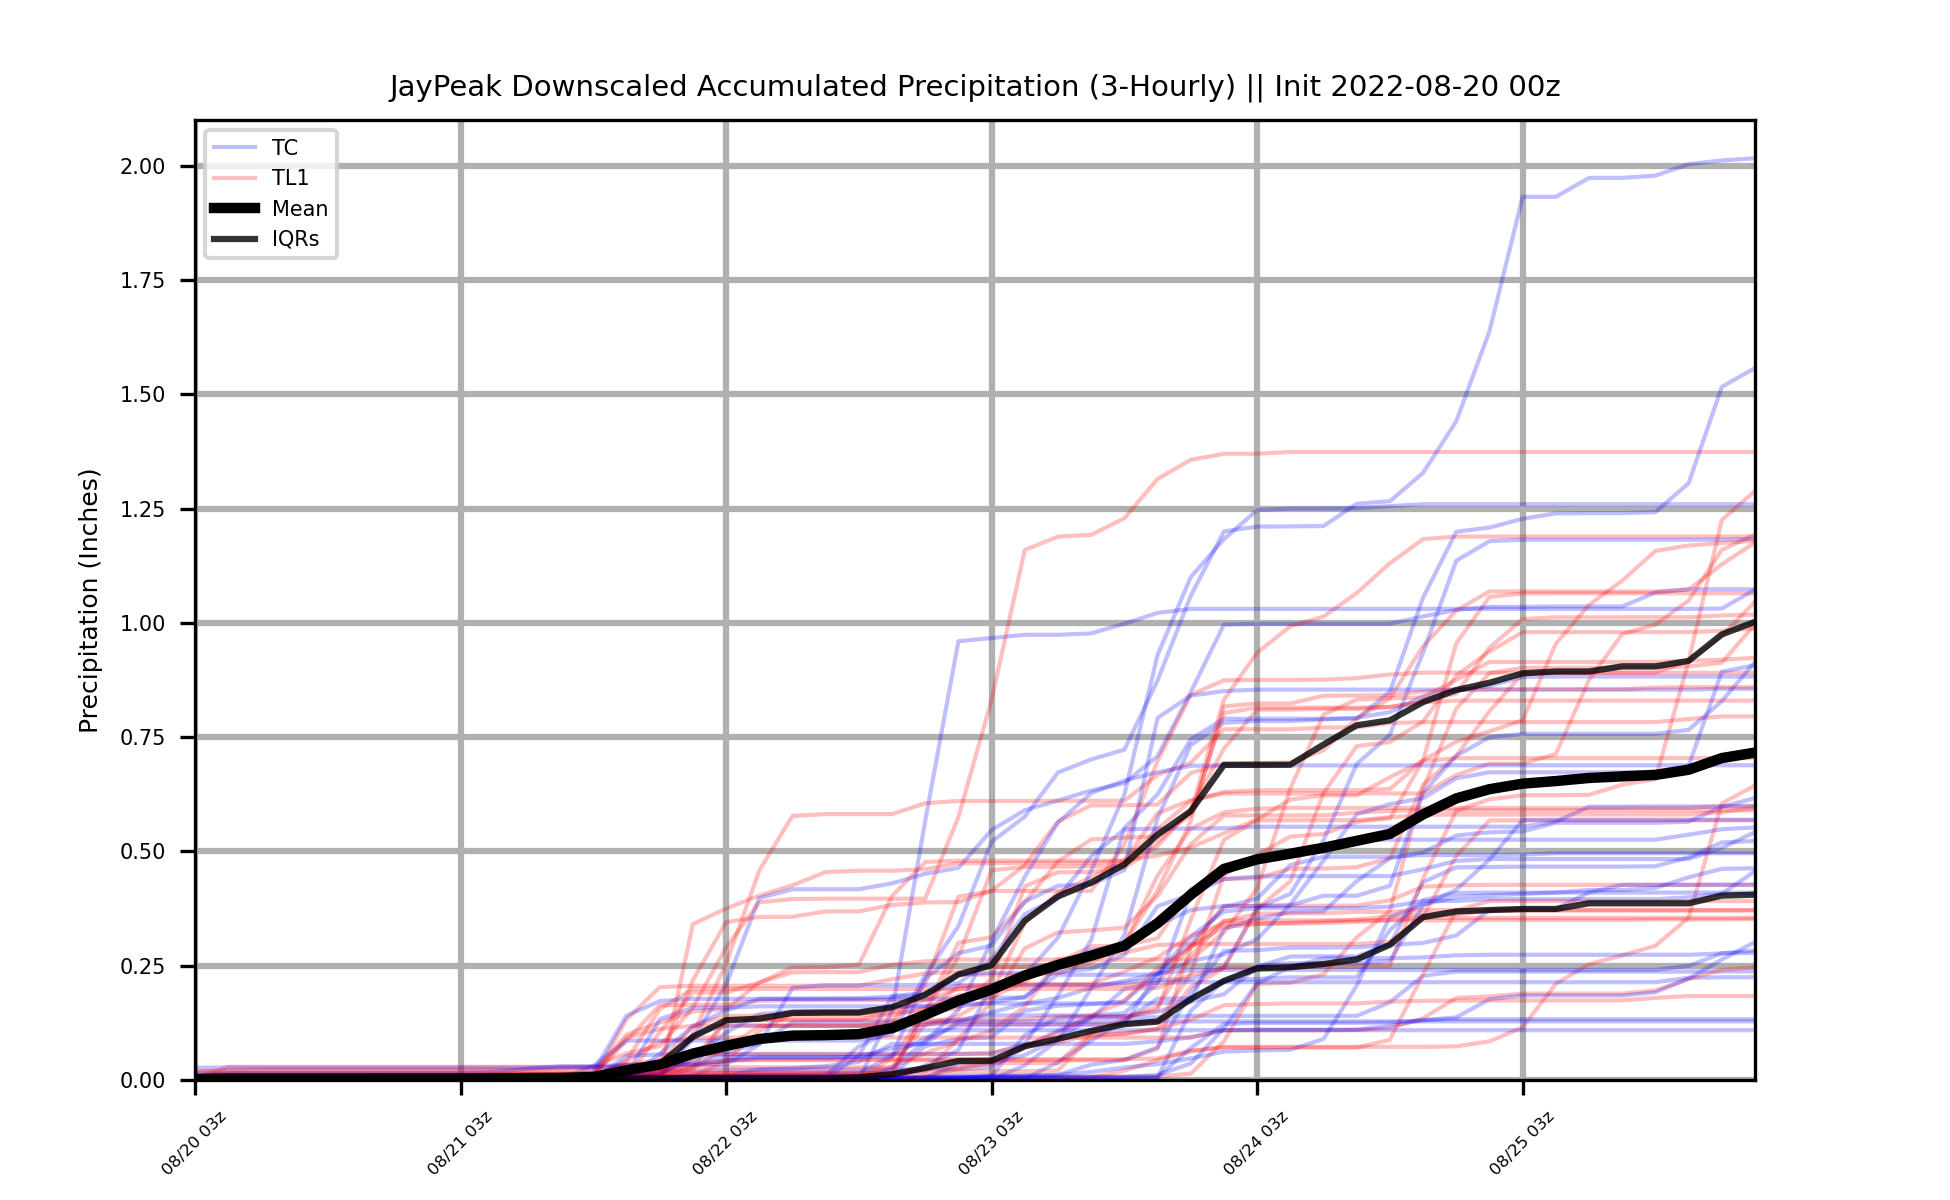 JayPeak Downscaled Accumulated Precipitation (3-Hourly) || Init 2022-08-20 00z
TC
TL1
Mean
IQRs
Precipitation (Inches)
2.00
1.75
1.50
1.25
1.00
0.75
0.50
0.25
0.00
08/20 03z
08/21 03z
08/22 03z
08/23 03z
08/24 03z
08/25 03z